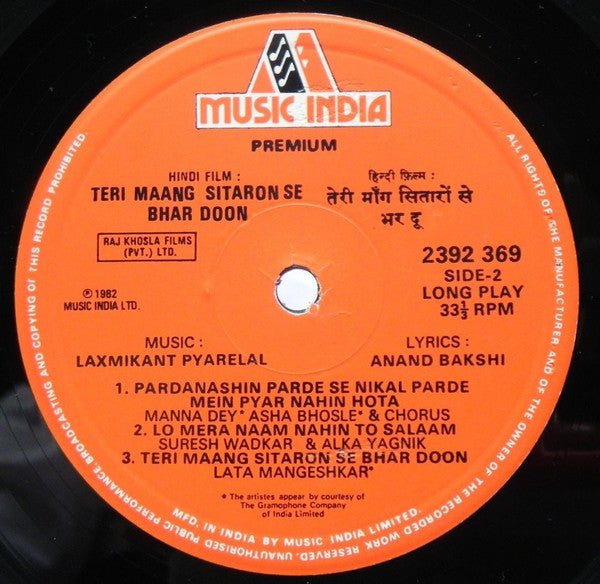 MUSIC INDIA
PREMIUM
HINDI FILM :
TERI MAANG SITARON SE
BHAR DOON
हिन्दी फ़िल्म :
तेरी माँग सितारों से
भर दू
RAJ KHOSLA FILMS
(PVT.) LTD.
℗ 1982
MUSIC INDIA LTD.
2392 369
SIDE-2
LONG PLAY
33⅓ RPM
MUSIC :
LAXMIKANT PYARELAL
LYRICS :
ANAND BAKSHI
1. PARDANASHIN PARDE SE NIKAL PARDE
MEIN PYAR NAHIN HOTA
MANNA DEY* ASHA BHOSLE* & CHORUS
2. LO MERA NAAM NAHIN TO SALAAM
SURESH WADKAR & ALKA YAGNIK
3. TERI MAANG SITARON SE BHAR DOON
LATA MANGESHKAR*
* The artistes appear by courtesy of
The Gramophone Company
of India Limited
MFD. IN INDIA BY MUSIC INDIA LIMITED.
ALL RIGHTS OF THE MANUFACTURER AND OF THE OWNER OF THE RECORDED WORK RESERVED. UNAUTHORISED PUBLIC PERFORMANCE, BROADCASTING AND COPYING OF THIS RECORD PROHIBITED.